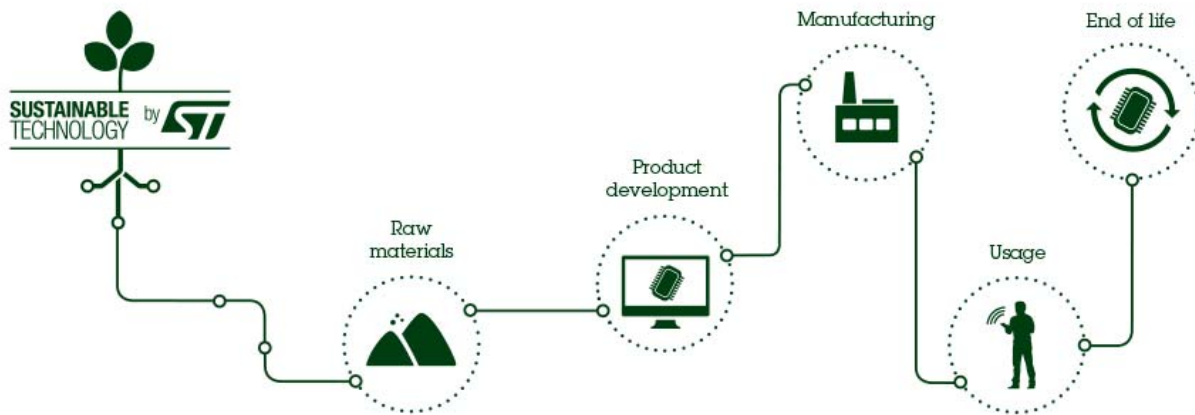 SUSTAINABLE
TECHNOLOGY
by ST
Raw
materials
Product
development
Manufacturing
Usage
End of life